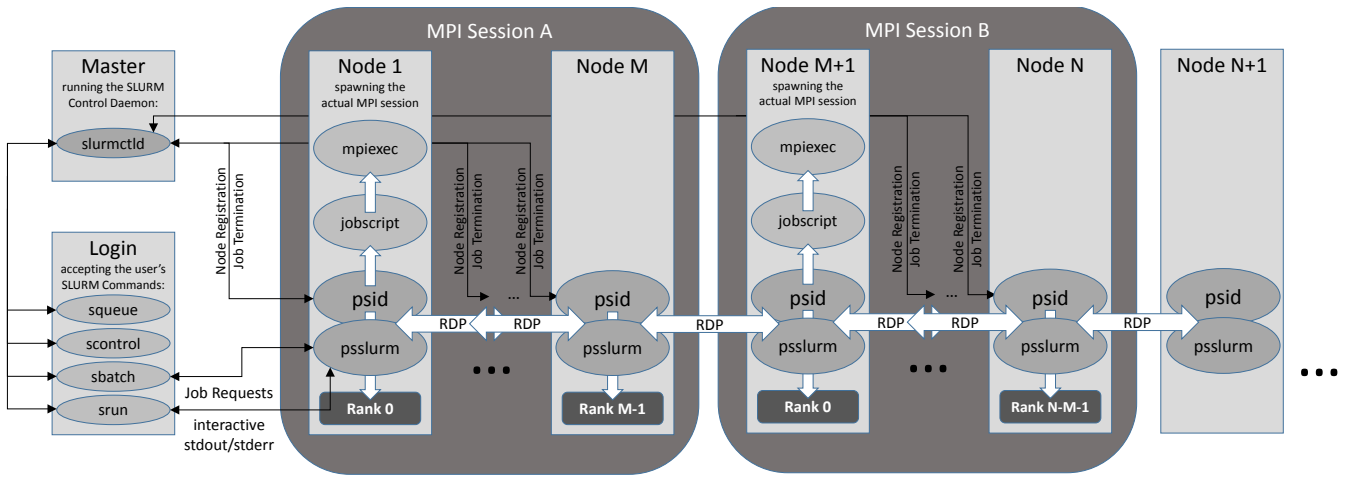 MPI Session A
MPI Session B
Master
running the SLURM
Control Daemon:
slurmctld
Login
accepting the user's
SLURM Commands:
squeue
scontrol
sbatch
srun
Node Registration
Job Termination
Job Requests
interactive
stdout/stderr
Node 1
spawning the
actual MPI session
mpiexec
jobscript
psid
psslurm
Rank 0
RDP
RDP
Node Registration
Job Termination
Node Registration
Job Termination
...
...
Node M
psid
psslurm
Rank M-1
RDP
Node M+1
spawning the
actual MPI session
mpiexec
jobscript
psid
psslurm
Rank 0
RDP
RDP
Node Registration
Job Termination
Node Registration
Job Termination
...
...
Node N
psid
psslurm
Rank N-M-1
RDP
Node N+1
psid
psslurm
...